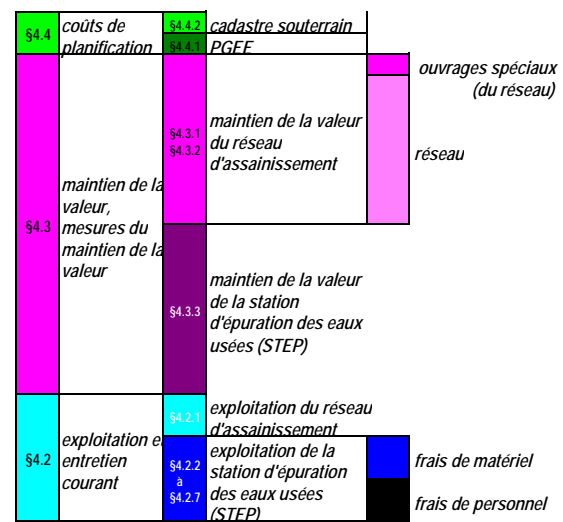 §4.4
coûts de
planification
§4.4.2
cadastre souterrain
§4.4.1
PGEE
ouvrages spéciaux
(du réseau)
§4.3
maintien de la
valeur,
mesures du
maintien de la
valeur
§4.3.1
§4.3.2
maintien de la valeur
du réseau
d'assainissement
réseau
§4.3.3
maintien de la valeur
de la station
d'épuration des eaux
usées (STEP)
§4.2
exploitation e
entretien
courant
§4.2.1
exploitation du réseau
d'assainissement
§4.2.2
à
§4.2.7
exploitation de la
station d'épuration
des eaux usées
(STEP)
frais de matériel
frais de personnel